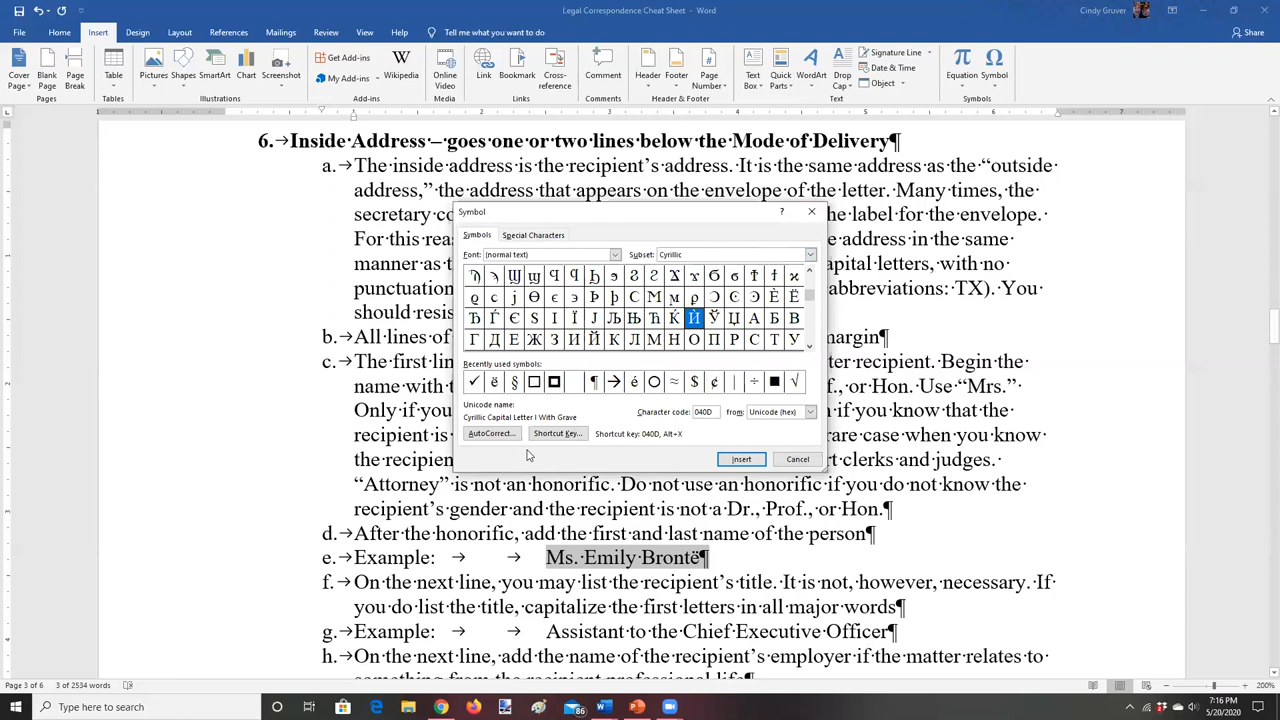 Legal Correspondence Cheat Sheet - Word
Cindy Gruver
File Home Insert Design Layout References Mailings Review View Help Tell me what you want to do
Share
Cover Page
Blank Page
Page Break
Pages
Table
Tables
Pictures Shapes SmartArt Chart Screenshot
Illustrations
Get Add-ins
My Add-ins
Wikipedia
Add-ins
Online Video
Media
Link Bookmark Cross-reference
Links
Comment
Comments
Header Footer Page Number
Header & Footer
Text Box Quick Parts WordArt Drop Cap
Signature Line
Date & Time
Object
Text
Equation Symbol
Symbols
1 2 3 4 5 6 7
6.→Inside·Address·–·goes·one·or·two·lines·below·the·Mode·of·Delivery¶
a.→The·inside·address·is·the·recipient’s·address.·It·is·the·same·address·as·the·“outside·
address,”·the·address·that·appears·on·the·envelope·of·the·letter.·Many·times,·the·
secretary·co
the·label·for·the·envelope.·
For·this·rea
e·address·in·the·same·
manner·as·t
apital·letters,·with·no·
punctuation
abbreviations:·TX).·You·
should·resis
b.→All·lines·o
margin¶
c.→The·first·lin
ter·recipient.·Begin·the·
name·with·t
,·or·Hon.·Use·“Mrs.”·
Only·if·you
n·if·you·know·that·the·
recipient·is
rare·case·when·you·know·
the·recipien
rt·clerks·and·judges.·
“Attorney”·is·not·an·honorific.·Do·not·use·an·honorific·if·you·do·not·know·the·
recipient’s·gender·and·the·recipient·is·not·a·Dr.,·Prof.,·or·Hon.¶
d.→After·the·honorific,·add·the·first·and·last·name·of·the·person¶
e.→Example: → → Ms.·Emily·Brontë¶
f.→On·the·next·line,·you·may·list·the·recipient’s·title.·It·is·not,·however,·necessary.·If·
you·do·list·the·title,·capitalize·the·first·letters·in·all·major·words¶
g.→Example: → → Assistant·to·the·Chief·Executive·Officer¶
h.→On·the·next·line,·add·the·name·of·the·recipient’s·employer·if·the·matter·relates·to·
Symbol ?
Symbols Special Characters
Font: (normal text) Subset: Cyrillic
Ђ Ѓ Є Ѕ І Ї Ј Љ Њ Ћ Ќ Ѝ Ў Џ А Б В
Г Д Е Ж З И Й К Л М Н О П Р С Т У
Recently used symbols:
✓ ë § □ ¶ → é ○ ≈ $ ¢ | ÷ ■ √
Unicode name:
Cyrillic Capital Letter I With Grave
Character code: 040D from: Unicode (hex)
AutoCorrect... Shortcut Key... Shortcut key: 040D, Alt+X
Insert Cancel
Page 3 of 6 3 of 2534 words 200%
Type here to search
86
7:16 PM
5/20/2020